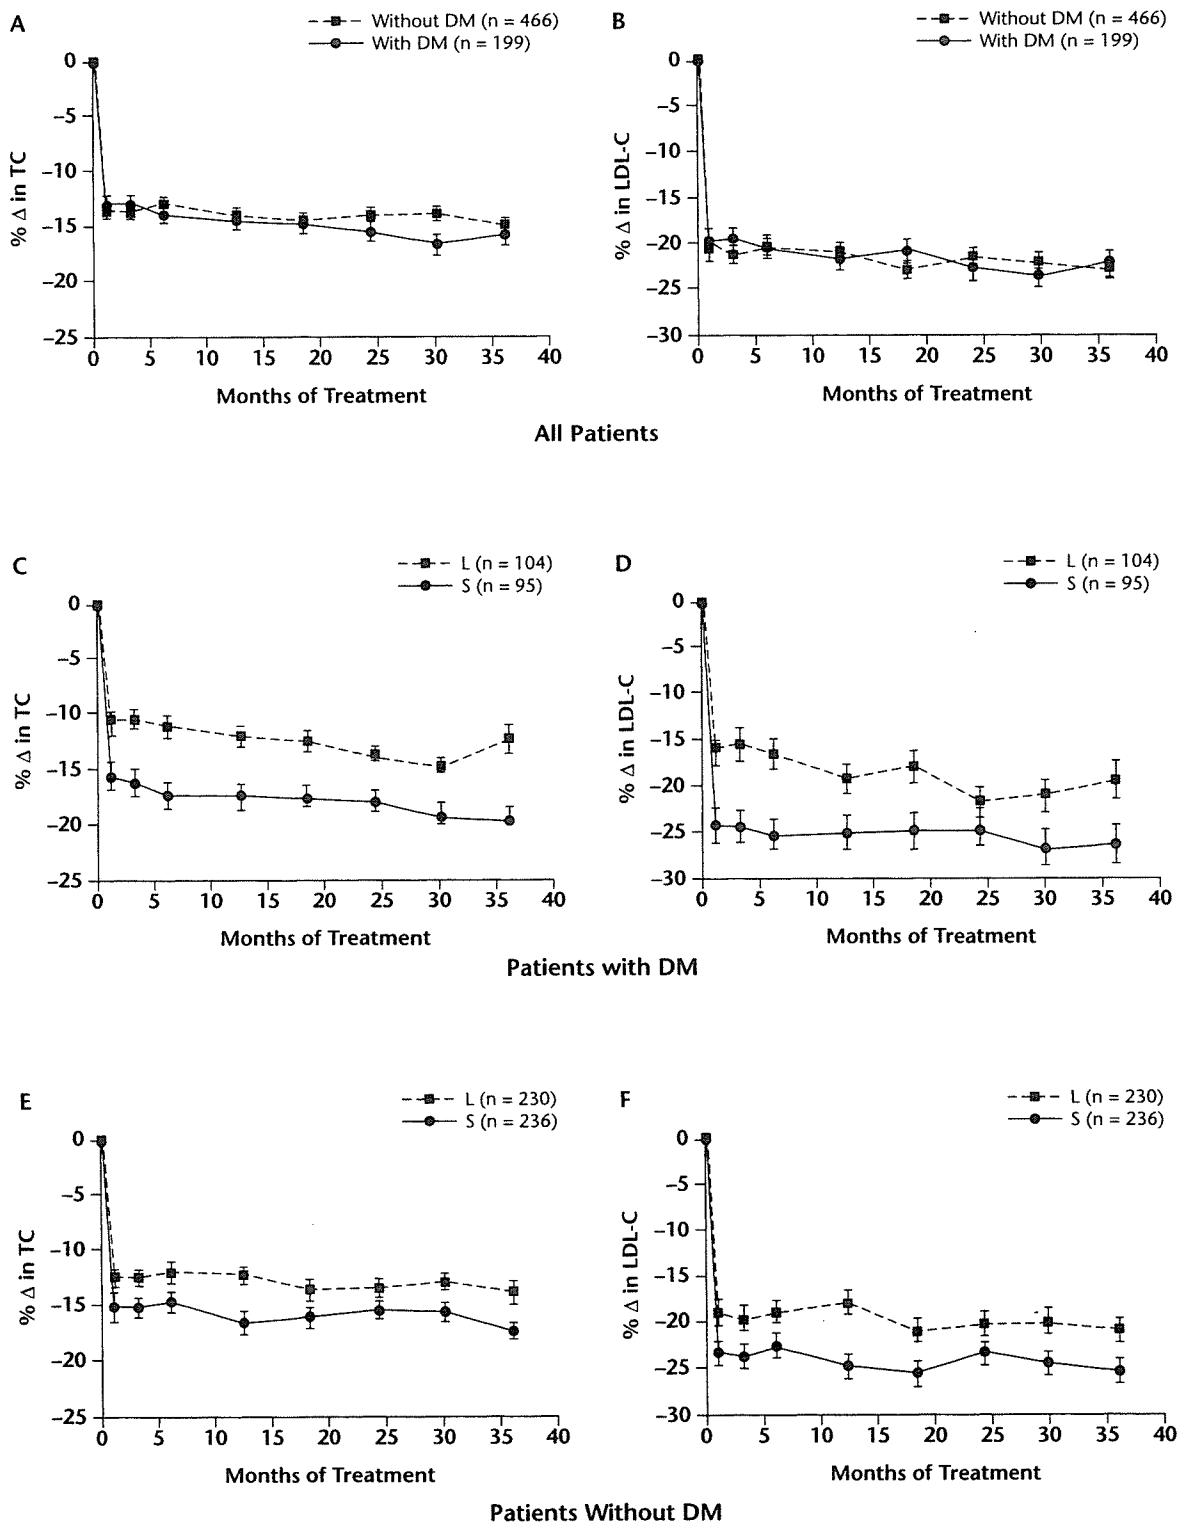 A
Without DM (n = 466)
With DM (n = 199)
0
−5
−10
−15
−20
−25
% Δ in TC
0 5 10 15 20 25 30 35 40
Months of Treatment
B
Without DM (n = 466)
With DM (n = 199)
0
−5
−10
−15
−20
−25
−30
% Δ in LDL-C
0 5 10 15 20 25 30 35 40
Months of Treatment
All Patients
C
L (n = 104)
S (n = 95)
0
−5
−10
−15
−20
−25
% Δ in TC
0 5 10 15 20 25 30 35 40
Months of Treatment
D
L (n = 104)
S (n = 95)
0
−5
−10
−15
−20
−25
−30
% Δ in LDL-C
0 5 10 15 20 25 30 35 40
Months of Treatment
Patients with DM
E
L (n = 230)
S (n = 236)
0
−5
−10
−15
−20
−25
% Δ in TC
0 5 10 15 20 25 30 35 40
Months of Treatment
F
L (n = 230)
S (n = 236)
0
−5
−10
−15
−20
−25
−30
% Δ in LDL-C
0 5 10 15 20 25 30 35 40
Months of Treatment
Patients Without DM